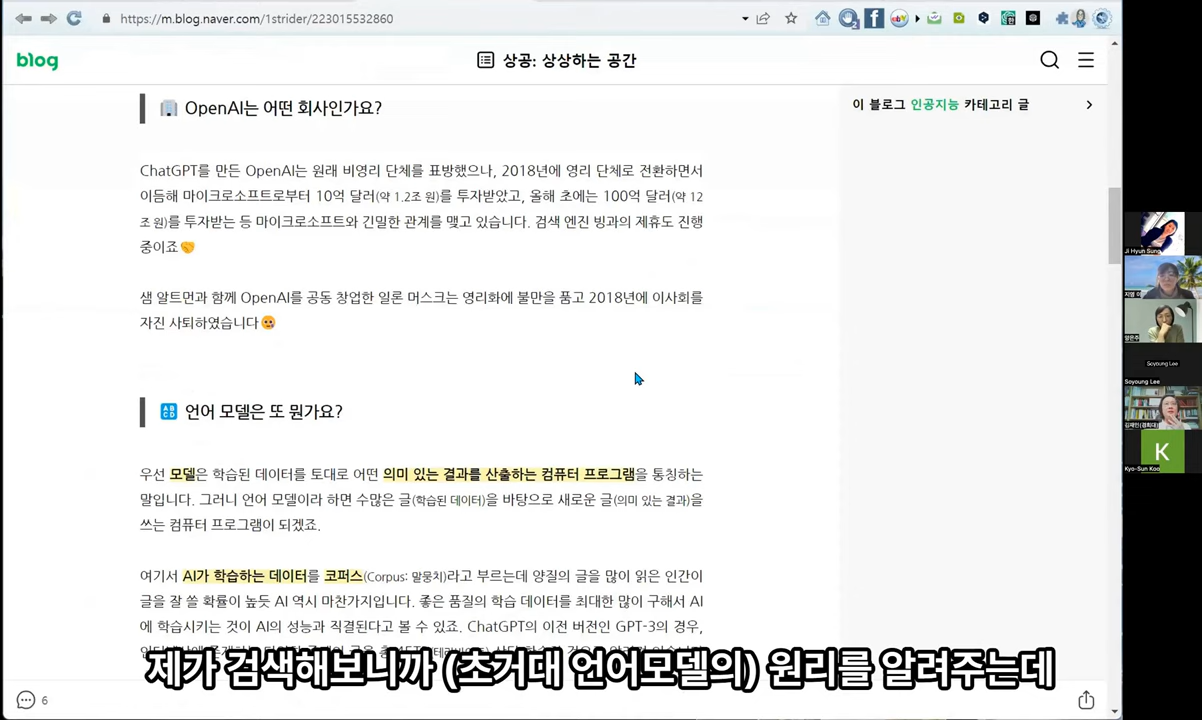 https://m.blog.naver.com/1strider/223015532860
blog
상공: 상상하는 공간
이 블로그 인공지능 카테고리 글
OpenAI는 어떤 회사인가요?
ChatGPT를 만든 OpenAI는 원래 비영리 단체를 표방했으나, 2018년에 영리 단체로 전환하면서
이듬해 마이크로소프트로부터 10억 달러(약 1.2조 원)를 투자받았고, 올해 초에는 100억 달러(약 12
조 원)를 투자받는 등 마이크로소프트와 긴밀한 관계를 맺고 있습니다. 검색 엔진 빙과의 제휴도 진행
중이죠
샘 알트먼과 함께 OpenAI를 공동 창업한 일론 머스크는 영리화에 불만을 품고 2018년에 이사회를
자진 사퇴하였습니다
언어 모델은 또 뭔가요?
우선 모델은 학습된 데이터를 토대로 어떤 의미 있는 결과를 산출하는 컴퓨터 프로그램을 통칭하는
말입니다. 그러니 언어 모델이라 하면 수많은 글(학습된 데이터)을 바탕으로 새로운 글(의미 있는 결과)을
쓰는 컴퓨터 프로그램이 되겠죠.
여기서 AI가 학습하는 데이터를 코퍼스(Corpus: 말뭉치)라고 부르는데 양질의 글을 많이 읽은 인간이
글을 잘 쓸 확률이 높듯 AI 역시 마찬가지입니다. 좋은 품질의 학습 데이터를 최대한 많이 구해서 AI
에 학습시키는 것이 AI의 성능과 직결된다고 볼 수 있죠. ChatGPT의 이전 버전인 GPT-3의 경우,
제가 검색해보니까 (초거대 언어모델의) 원리를 알려주는데
6
Ji Hyun Sung
Soyoung Lee
Soyoung Lee
김재인(경희대)
K
Kyo-Sun Koo